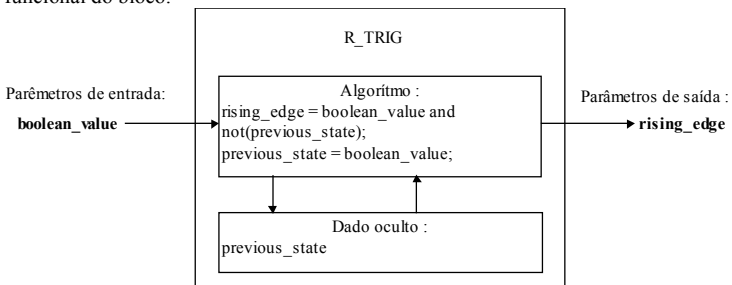 funcional do bloco.
R_TRIG
Parêmetros de entrada:
boolean_value
Algorítmo :
rising_edge = boolean_value and
not(previous_state);
previous_state = boolean_value;
Parâmetros de saída :
rising_edge
Dado oculto :
previous_state